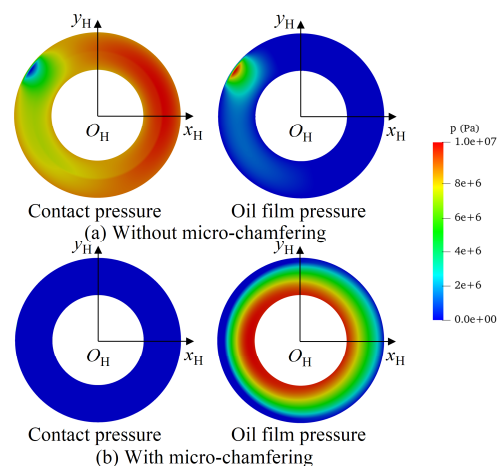 yH yH
OH xH OH xH
Contact pressure Oil film pressure
(a) Without micro-chamfering
p (Pa)
1.0e+07
8e+6
6e+6
4e+6
2e+6
0.0e+00
yH yH
OH xH OH xH
Contact pressure Oil film pressure
(b) With micro-chamfering